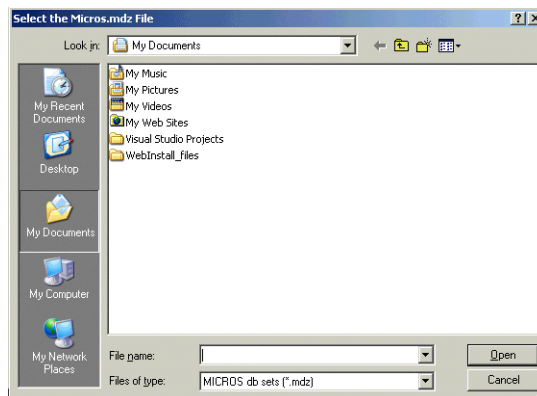 Select the Micros.mdz File
Look in:
My Documents
My Recent
Documents
Desktop
My Documents
My Computer
My Network
Places
My Music
My Pictures
My Videos
My Web Sites
Visual Studio Projects
WebInstall_files
File name:
Open
Files of type:
MICROS db sets (*.mdz)
Cancel